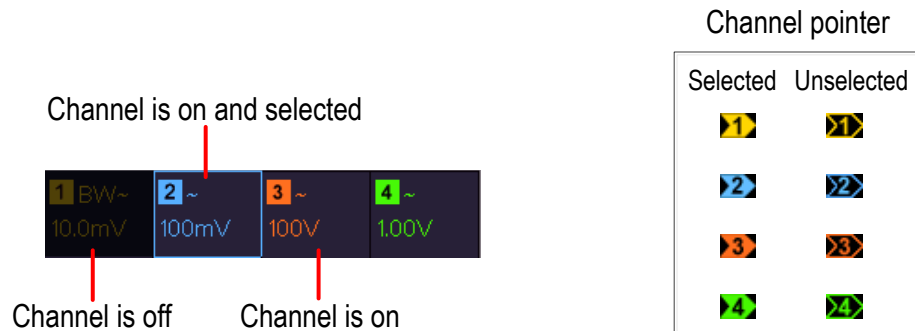 Channel pointer
Selected Unselected
Channel is on and selected
1 1
1 BW~ 2 ~ 3 ~ 4 ~
10.0mV 100mV 100V 1.00V
2 2
3 3
4 4
Channel is off Channel is on